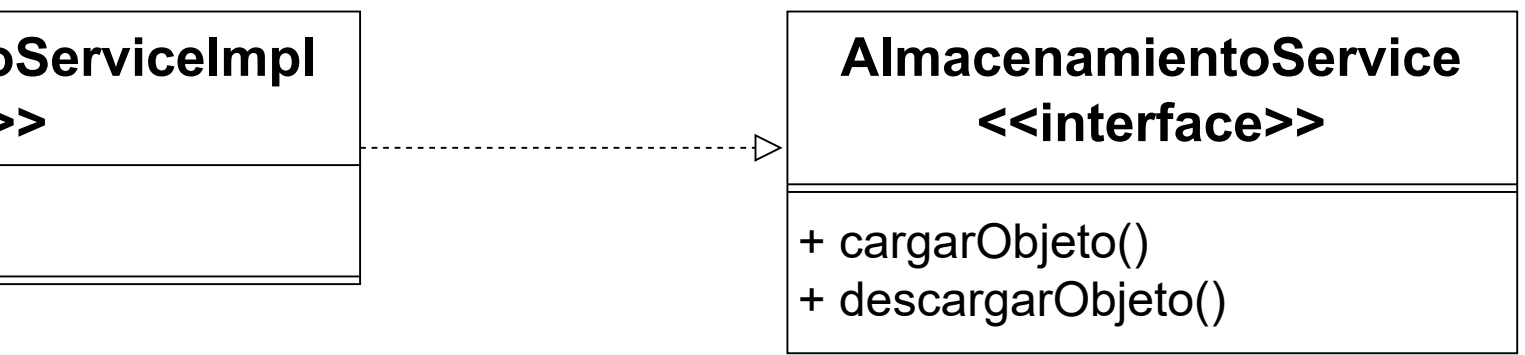 oServiceImpl
>>
AlmacenamientoService
<<interface>>
+ cargarObjeto()
+ descargarObjeto()